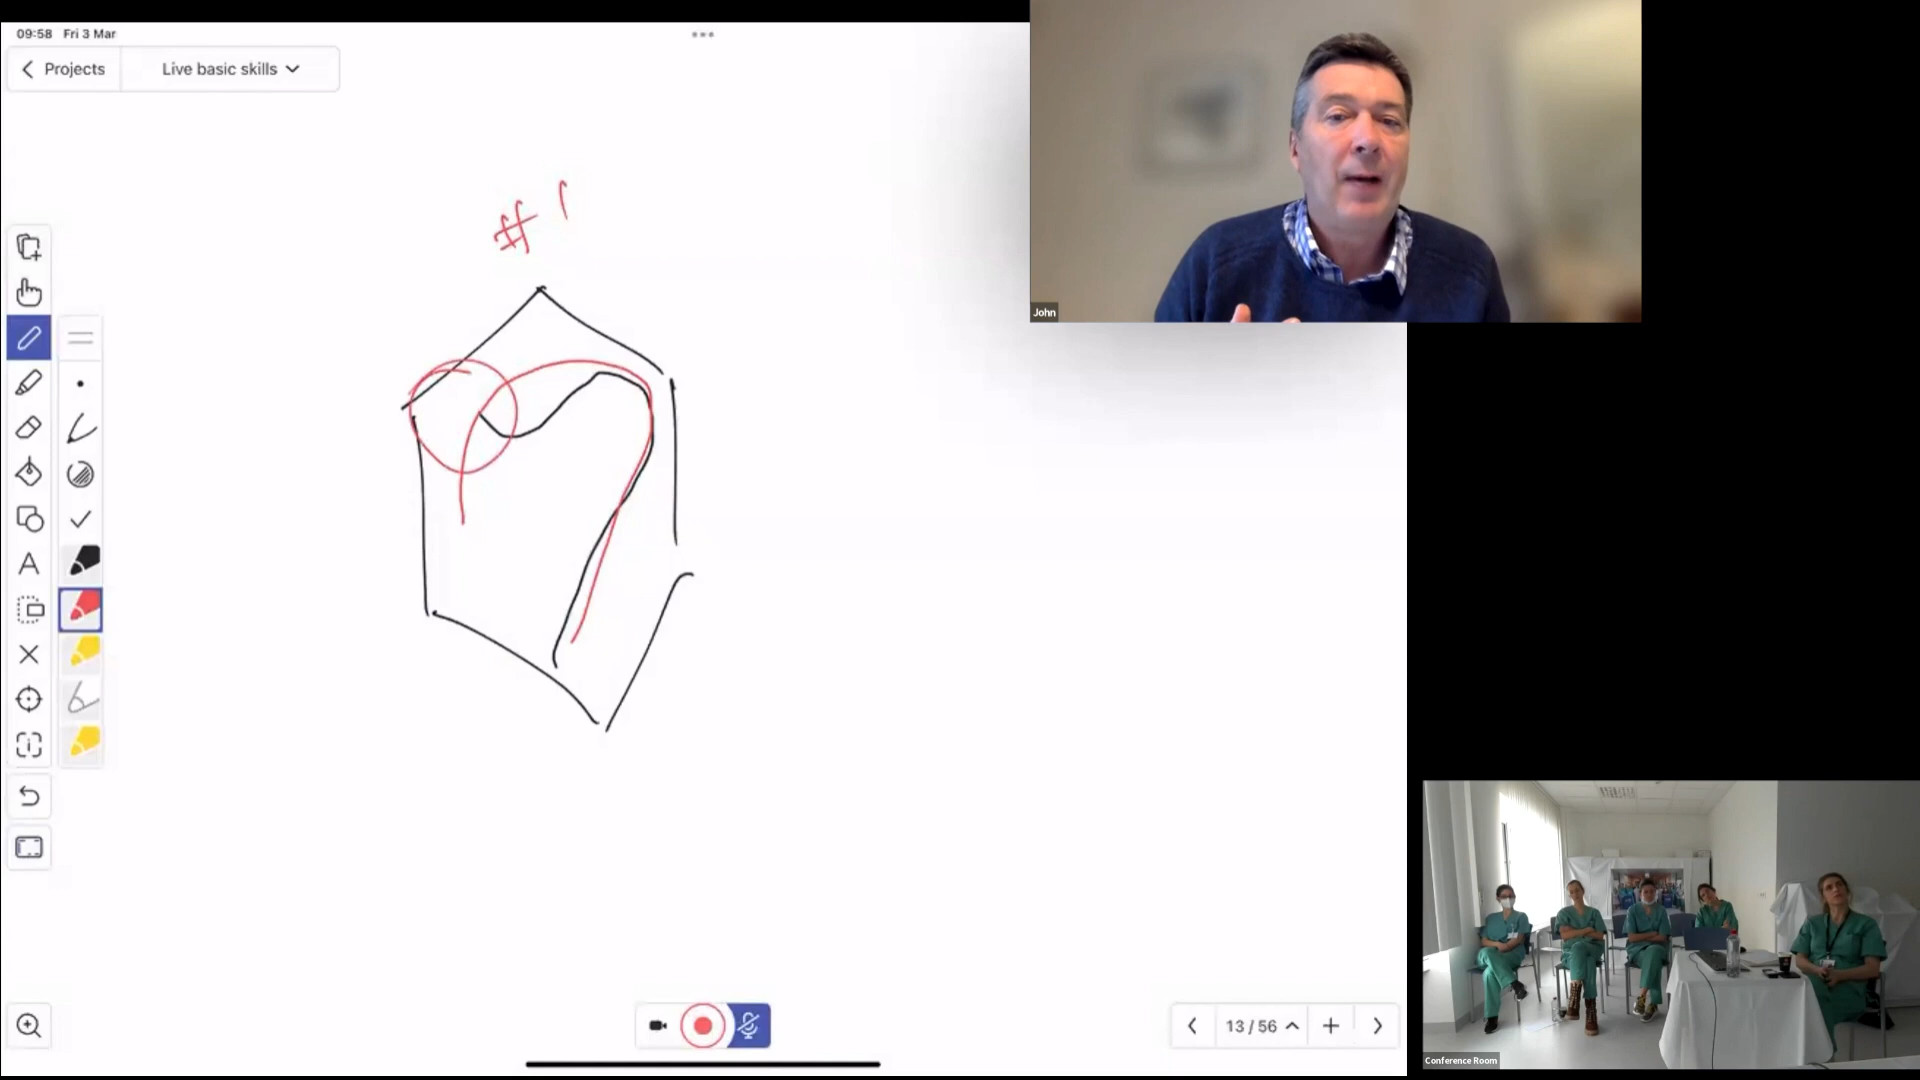 09:58 Fri 3 Mar
Projects
Live basic skills
# 1
A
13 / 56
John
Conference Room